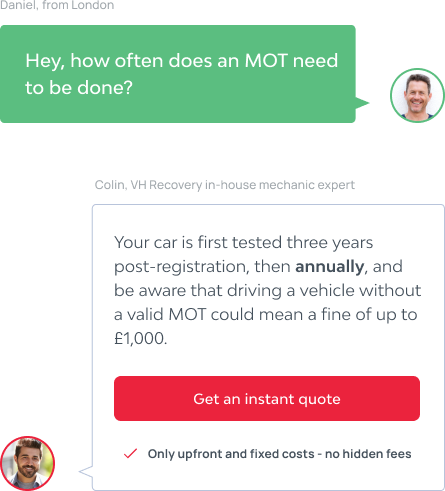 Daniel, from London
Hey, how often does an MOT need
to be done?
Colin, VH Recovery in-house mechanic expert
Your car is first tested three years
post-registration, then annually, and
be aware that driving a vehicle without
a valid MOT could mean a fine of up to
£1,000.
Get an instant quote
Only upfront and fixed costs - no hidden fees